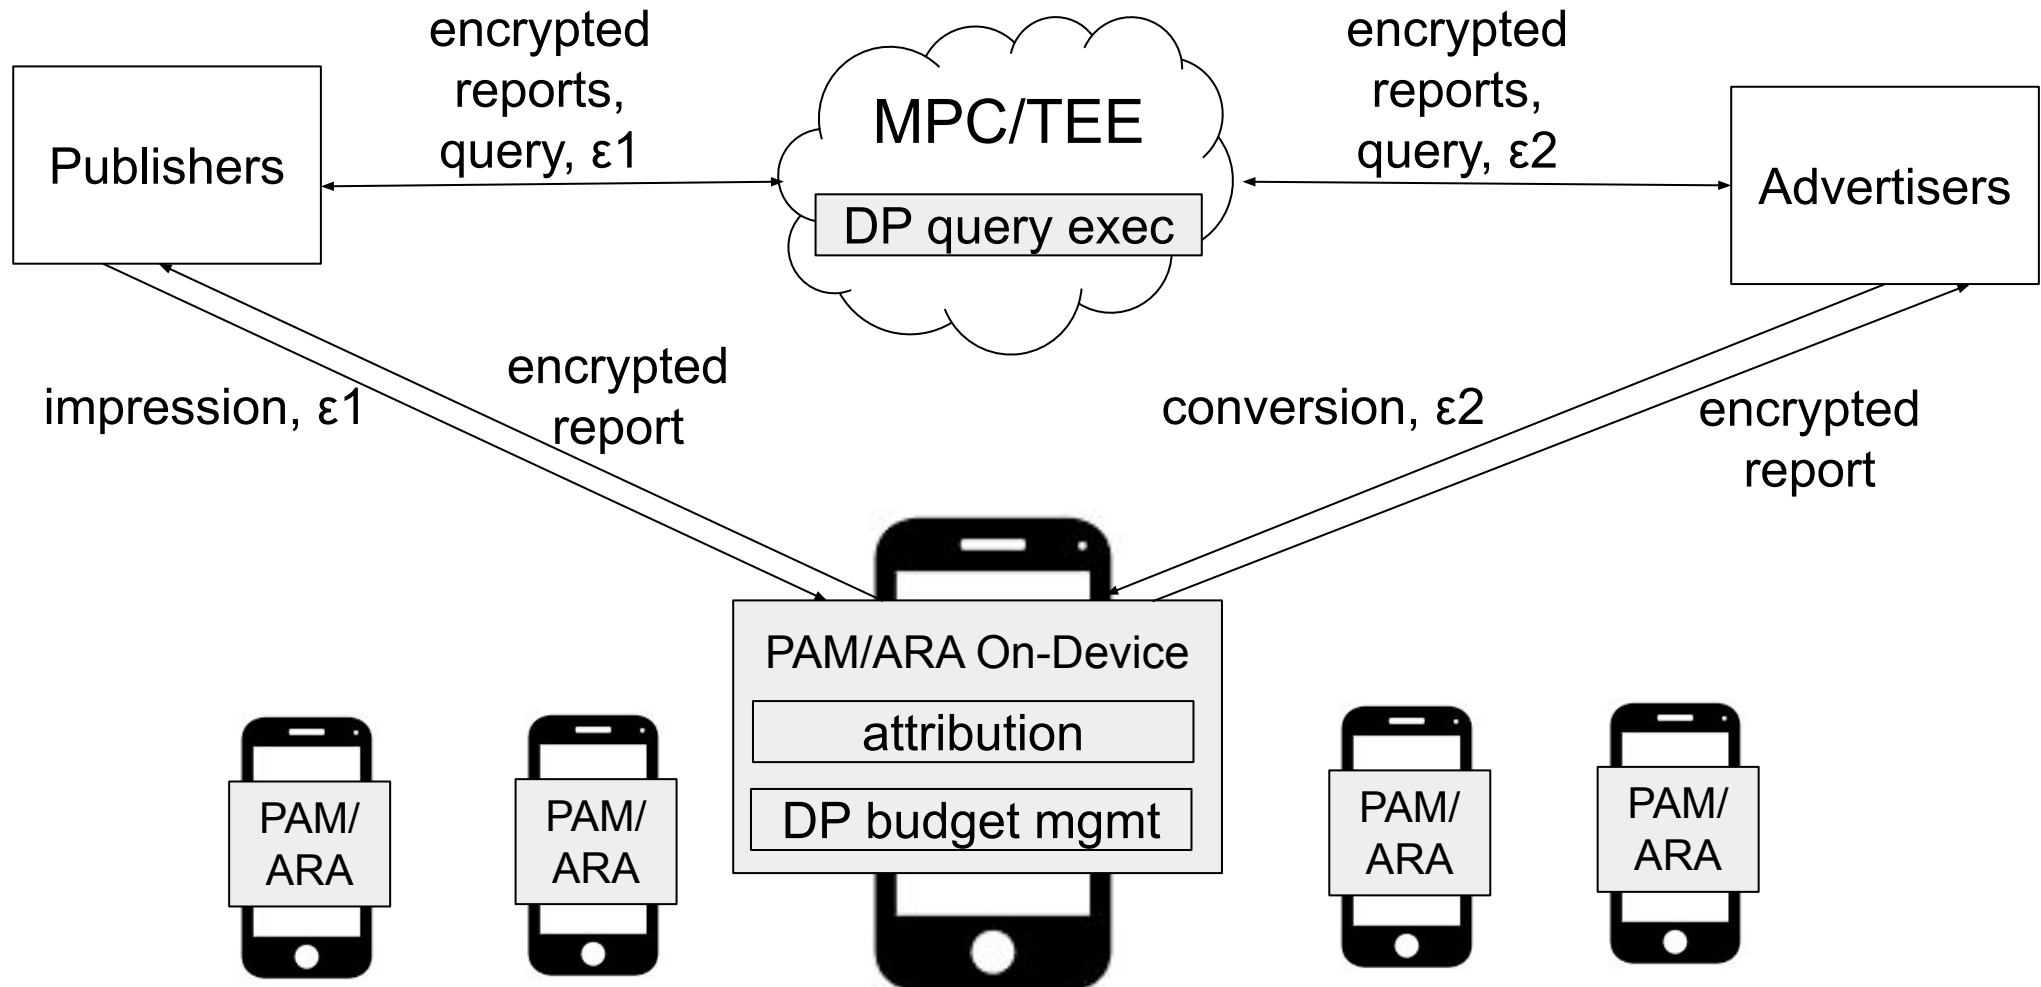 encrypted
reports,
query, ε1
encrypted
reports,
query, ε2
Publishers
MPC/TEE
DP query exec
Advertisers
impression, ε1
encrypted
report
conversion, ε2
encrypted
report
PAM/ARA On-Device
attribution
DP budget mgmt
PAM/
ARA
PAM/
ARA
PAM/
ARA
PAM/
ARA